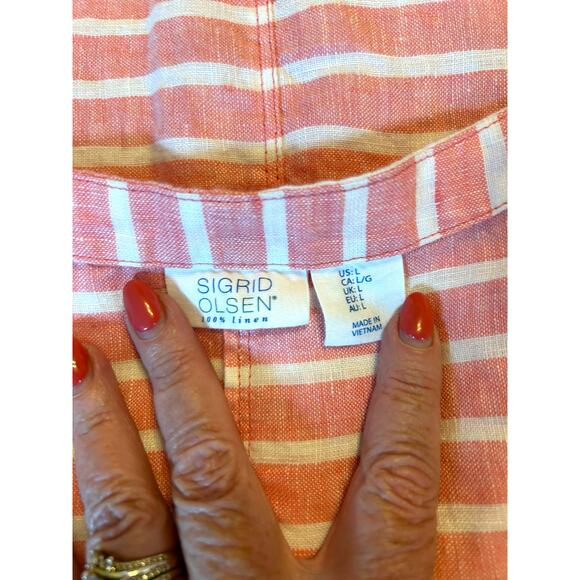 SIGRID
OLSEN®
100% linen
US: L
CA: L/G
UK: L
EU: L
AU: L
MADE IN
VIETNAM